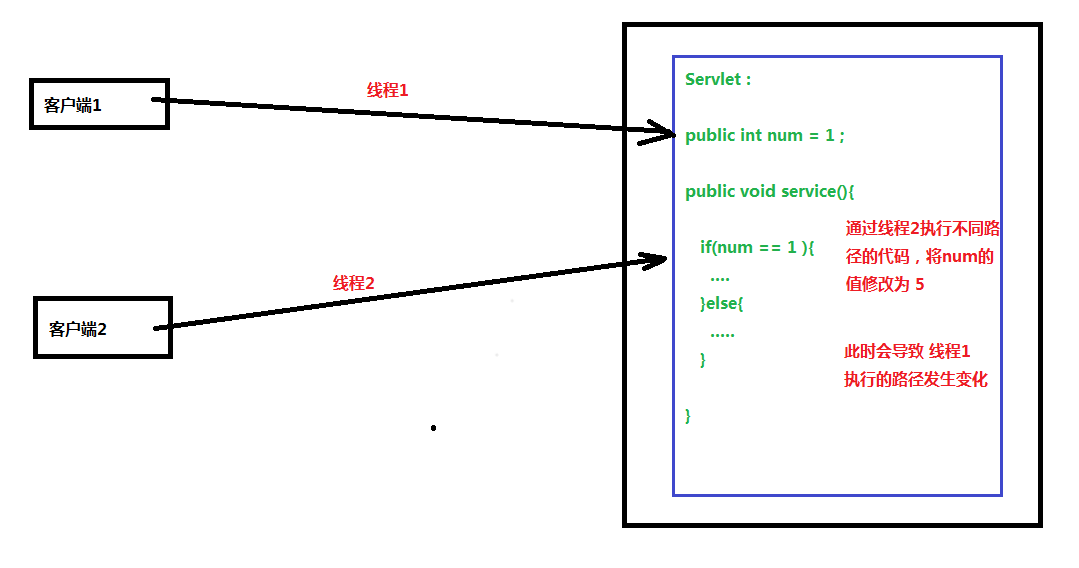 客户端1
线程1
客户端2
线程2
Servlet :
public int num = 1 ;
public void service(){
if(num == 1 ){
....
}else{
.....
}
}
通过线程2执行不同路
径的代码，将num的
值修改为 5
此时会导致 线程1
执行的路径发生变化